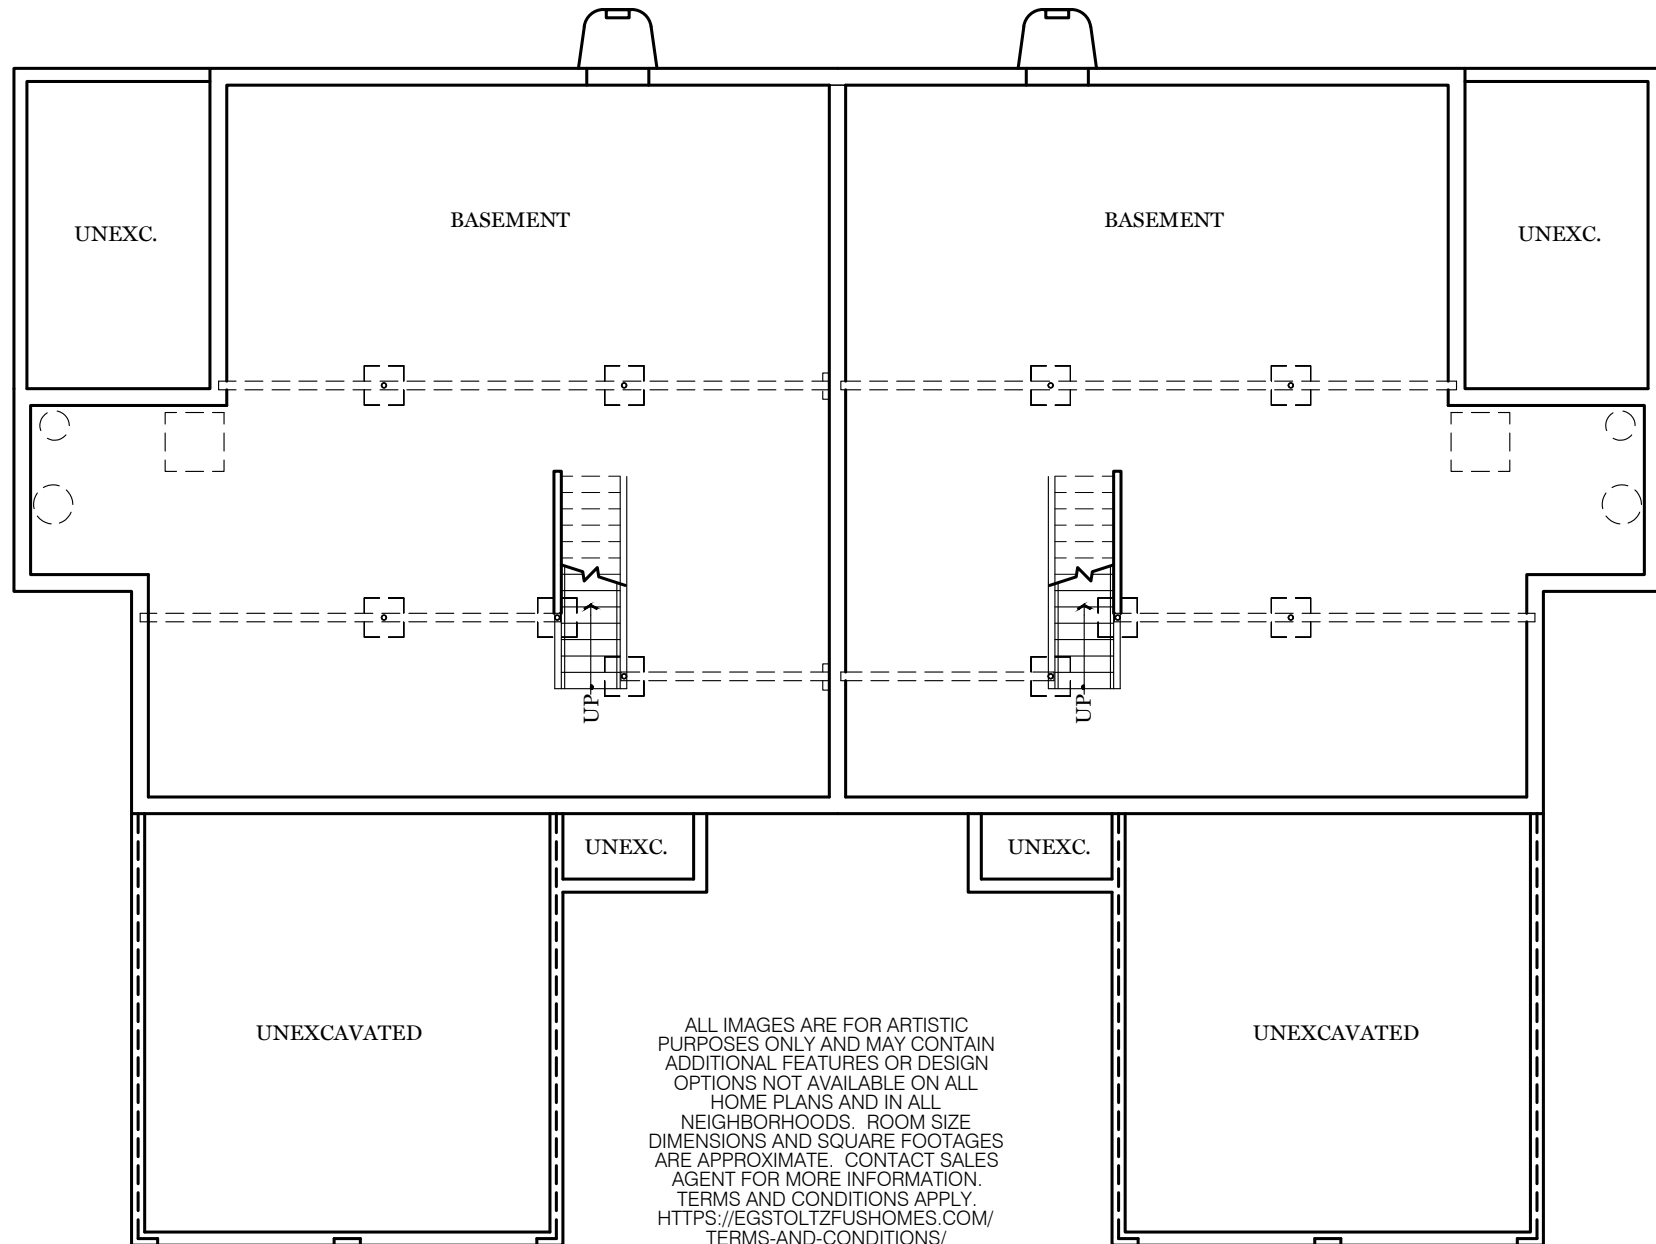 UNEXC.
BASEMENT
BASEMENT
UNEXC.
UP
UP
UNEXC.
UNEXC.
UNEXCAVATED
UNEXCAVATED
ALL IMAGES ARE FOR ARTISTIC
PURPOSES ONLY AND MAY CONTAIN
ADDITIONAL FEATURES OR DESIGN
OPTIONS NOT AVAILABLE ON ALL
HOME PLANS AND IN ALL
NEIGHBORHOODS. ROOM SIZE
DIMENSIONS AND SQUARE FOOTAGES
ARE APPROXIMATE. CONTACT SALES
AGENT FOR MORE INFORMATION.
TERMS AND CONDITIONS APPLY.
HTTPS://EGSTOLTZFUSHOMES.COM/
TERMS-AND-CONDITIONS/